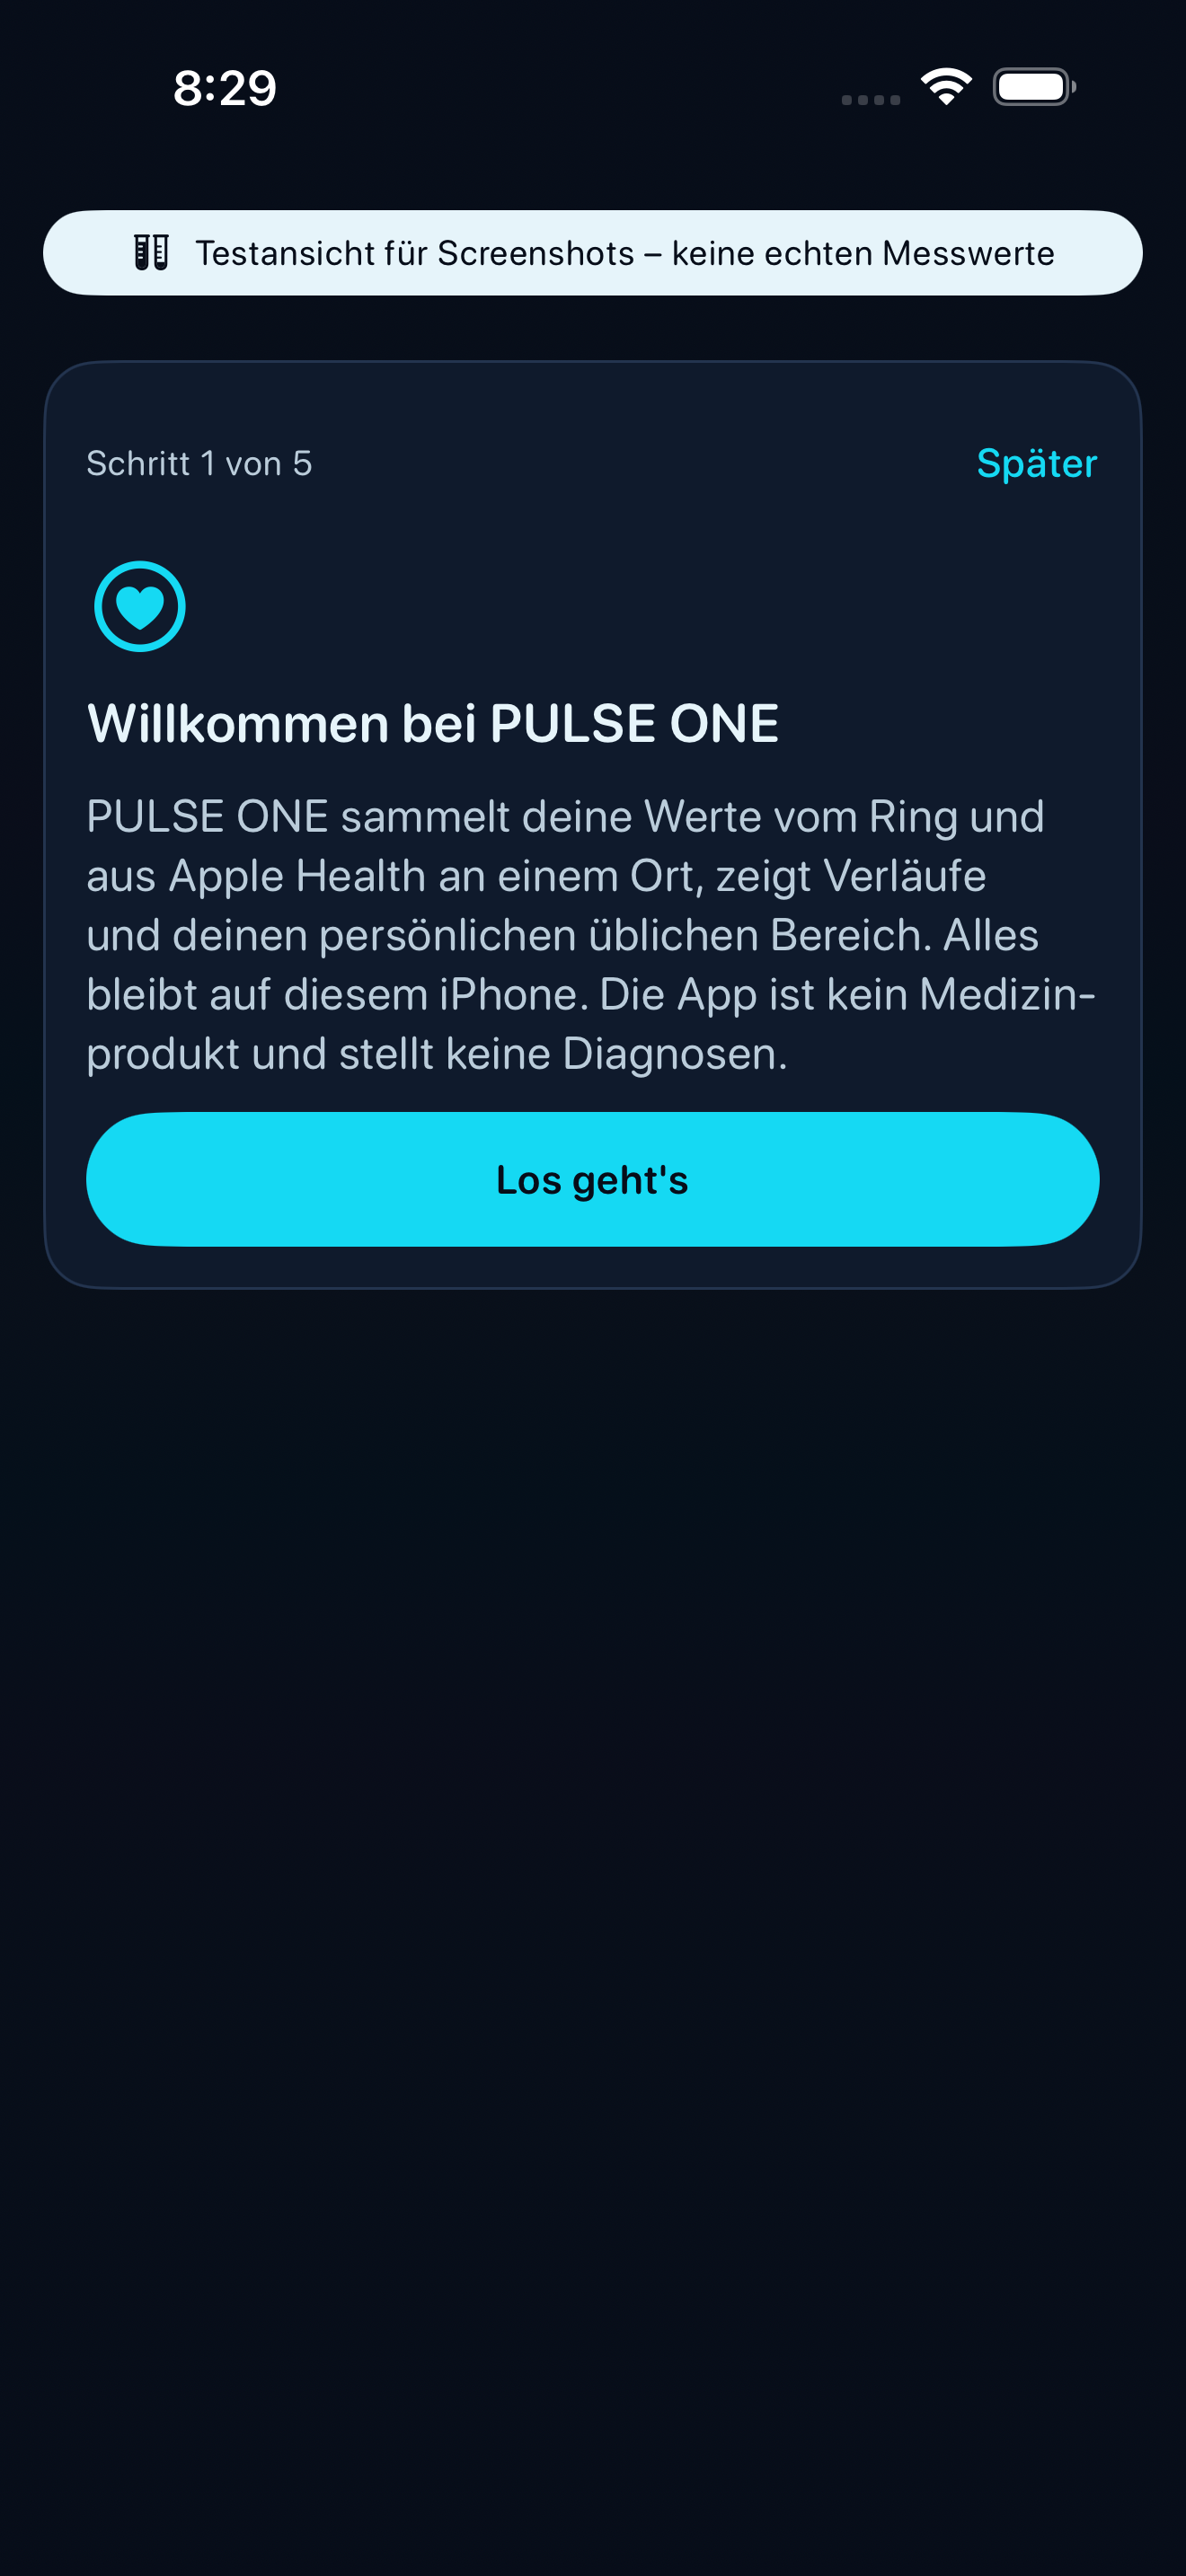 8:29
Testansicht für Screenshots – keine echten Messwerte
Schritt 1 von 5
Später
Willkommen bei PULSE ONE
PULSE ONE sammelt deine Werte vom Ring und
aus Apple Health an einem Ort, zeigt Verläufe
und deinen persönlichen üblichen Bereich. Alles
bleibt auf diesem iPhone. Die App ist kein Medizin-
produkt und stellt keine Diagnosen.
Los geht's